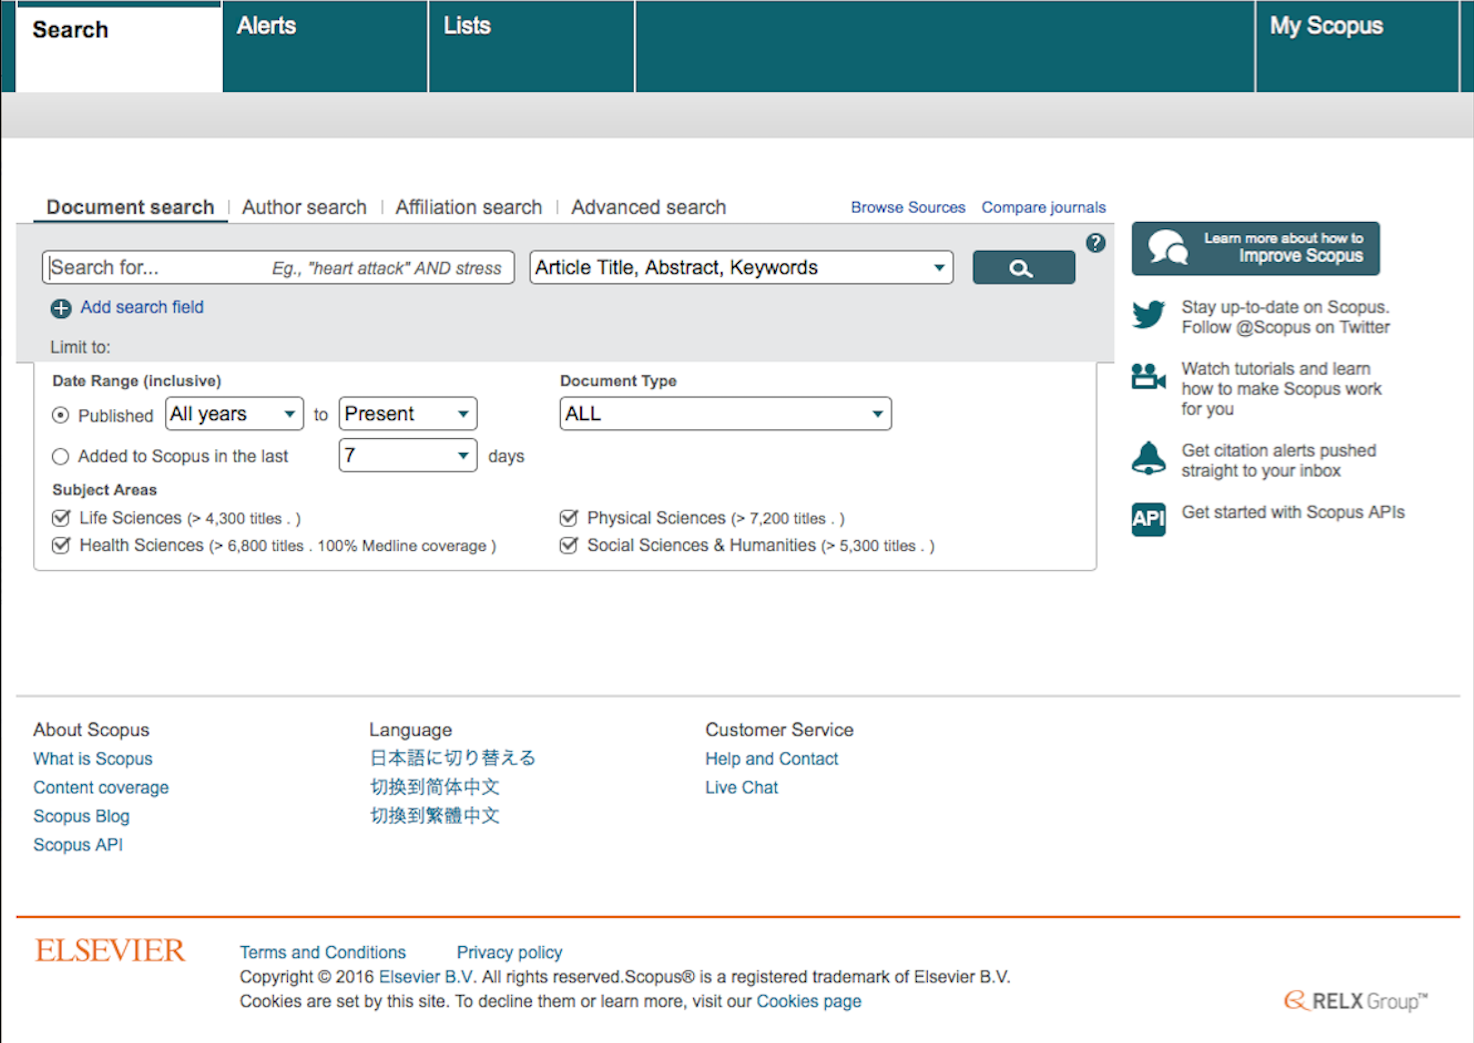 Search
Alerts
Lists
My Scopus
Document search | Author search | Affiliation search | Advanced search
Browse Sources Compare journals
Search for... Eg., "heart attack" AND stress
Article Title, Abstract, Keywords
?
Add search field
Limit to:
Date Range (inclusive)
Published All years to Present
Added to Scopus in the last 7 days
Document Type
ALL
Subject Areas
Life Sciences (> 4,300 titles . )
Physical Sciences (> 7,200 titles . )
Health Sciences (> 6,800 titles . 100% Medline coverage )
Social Sciences & Humanities (> 5,300 titles . )
Learn more about how to
Improve Scopus
Stay up-to-date on Scopus.
Follow @Scopus on Twitter
Watch tutorials and learn
how to make Scopus work
for you
Get citation alerts pushed
straight to your inbox
API
Get started with Scopus APIs
About Scopus
What is Scopus
Content coverage
Scopus Blog
Scopus API
Language
日本語に切り替える
切换到简体中文
切換到繁體中文
Customer Service
Help and Contact
Live Chat
ELSEVIER
Terms and Conditions Privacy policy
Copyright © 2016 Elsevier B.V. All rights reserved.Scopus® is a registered trademark of Elsevier B.V.
Cookies are set by this site. To decline them or learn more, visit our Cookies page
RELX Group™